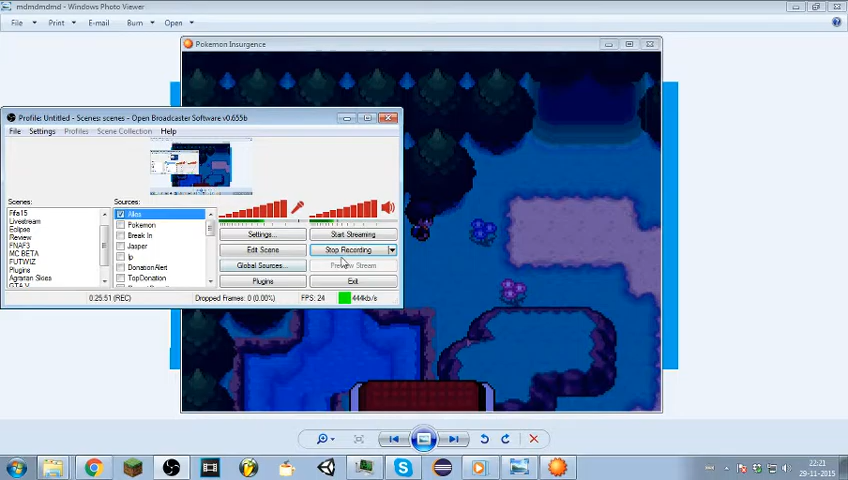 mdmdmdmd - Windows Photo Viewer
File Print E-mail Burn Open
Pokemon Insurgence
Profile: Untitled - Scenes: scenes - Open Broadcaster Software v0.655b
File Settings Profiles Scene Collection Help
Scenes:
Fifa15
Livestream
Eclipse
Review
FNAF3
MC BETA
FUTWIZ
Plugins
Agrarian Skies
GTA V
Sources:
Alles
Pokemon
Break In
Jasper
Ip
DonationAlert
TopDonation
Settings...
Start Streaming
Edit Scene
Stop Recording
Global Sources...
Preview Stream
Plugins
Exit
0:25:51 (REC)
Dropped Frames: 0 (0.00%)
FPS: 24
444kb/s
22:21
29-11-2015